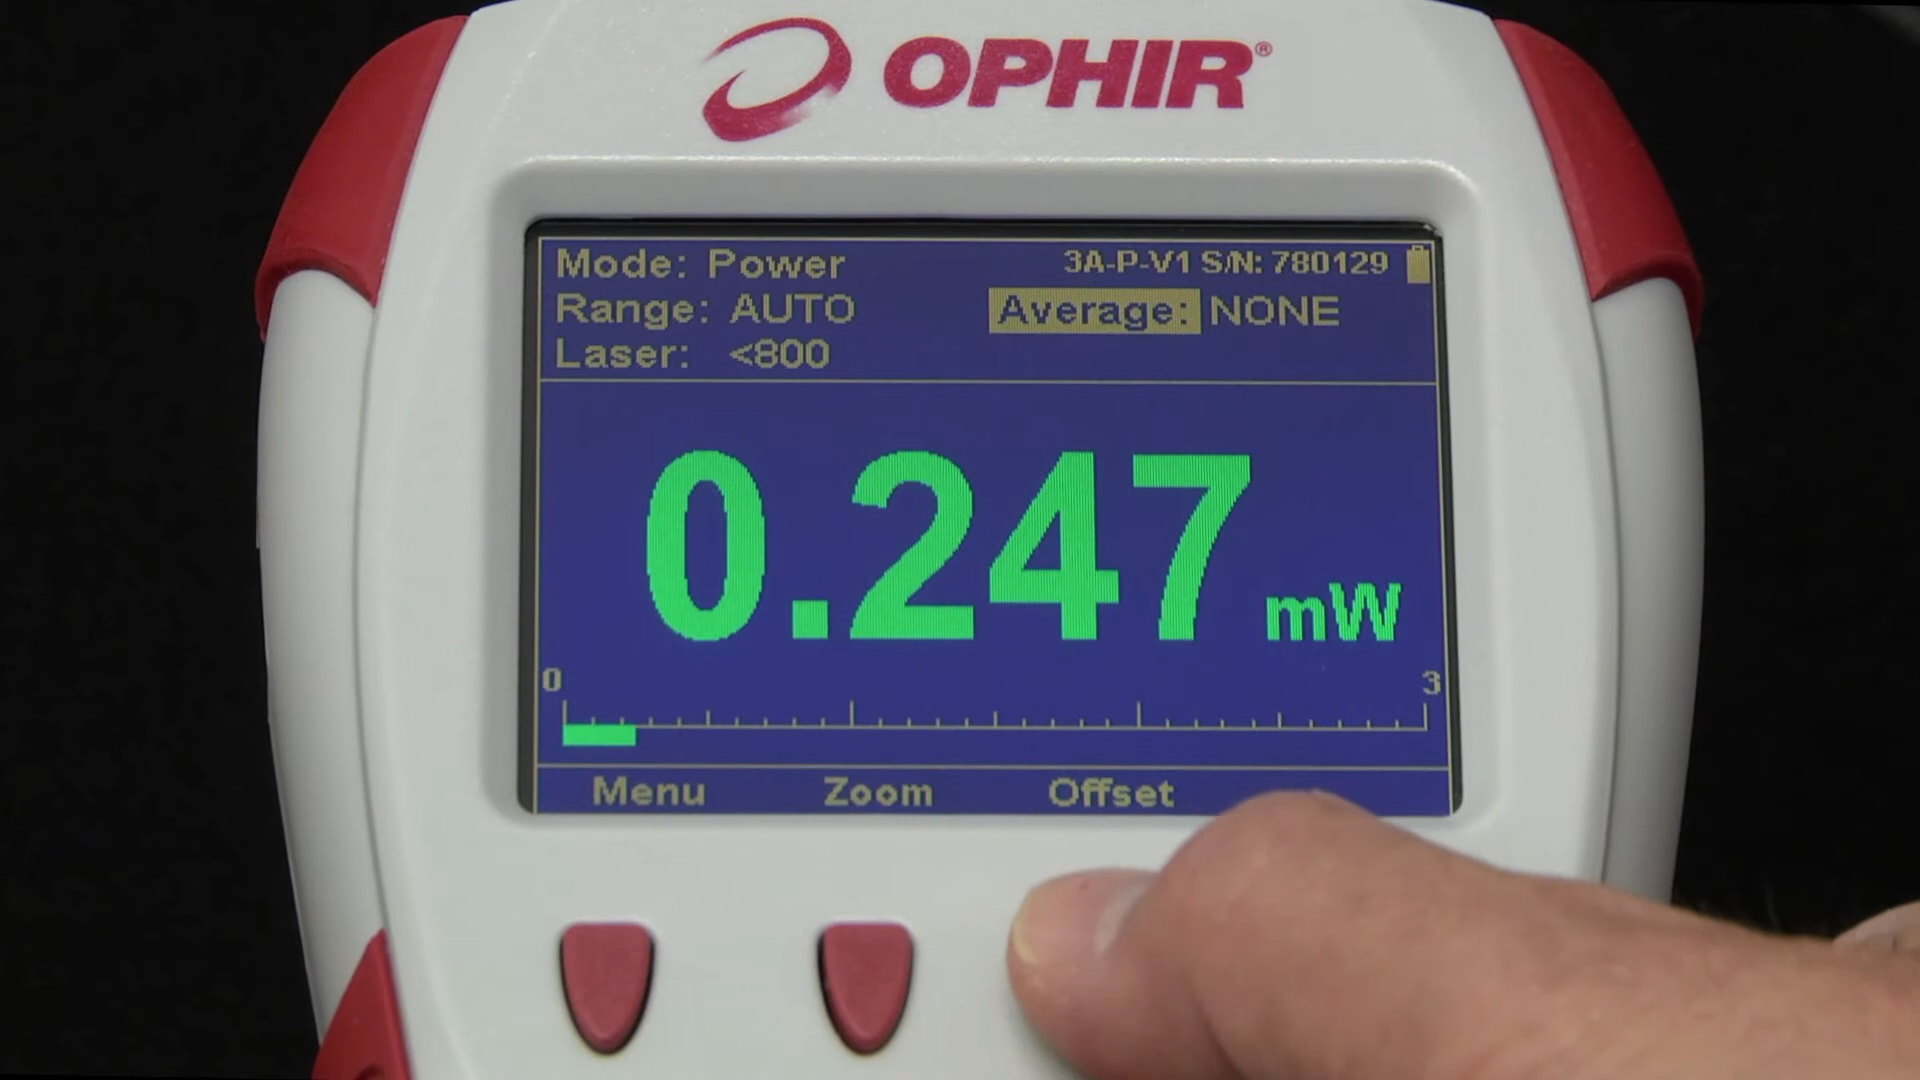 OPHIR®
Mode: Power 3A-P-V1 S/N: 780129
Range: AUTO Average: NONE
Laser: <800
0.247 mW
0 3
Menu Zoom Offset